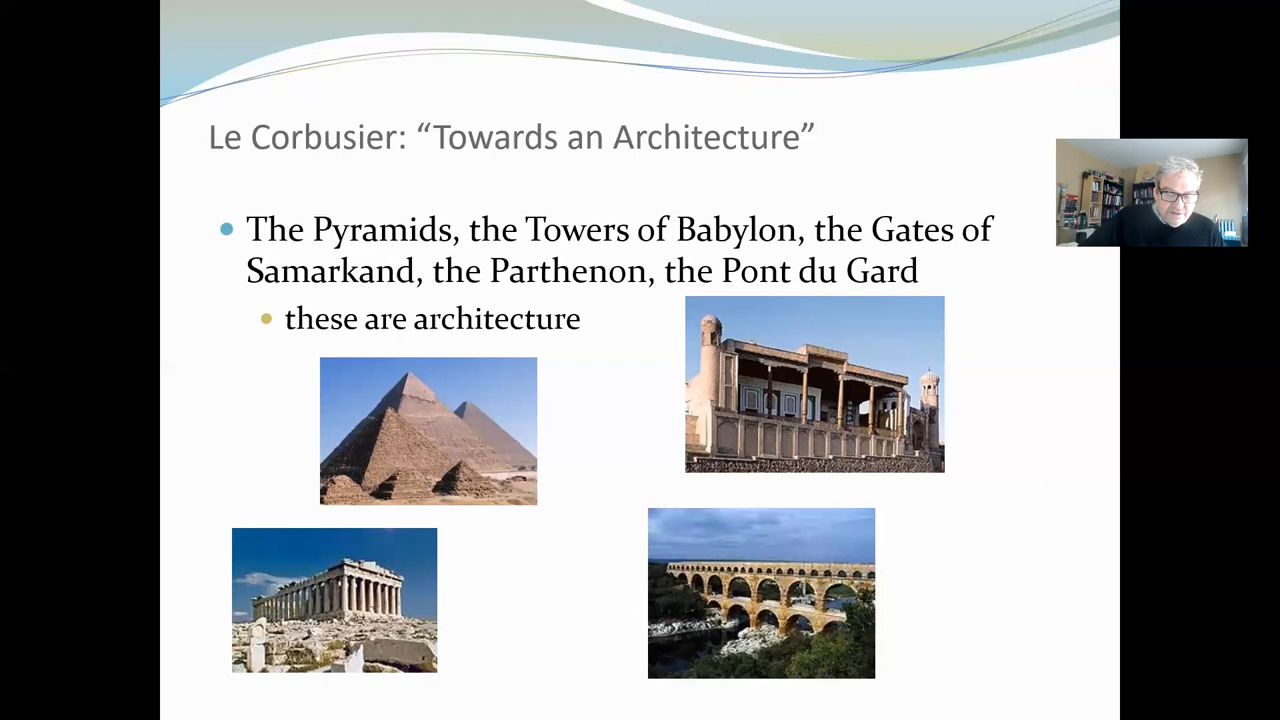 Le Corbusier: “Towards an Architecture”
The Pyramids, the Towers of Babylon, the Gates of
Samarkand, the Parthenon, the Pont du Gard
these are architecture